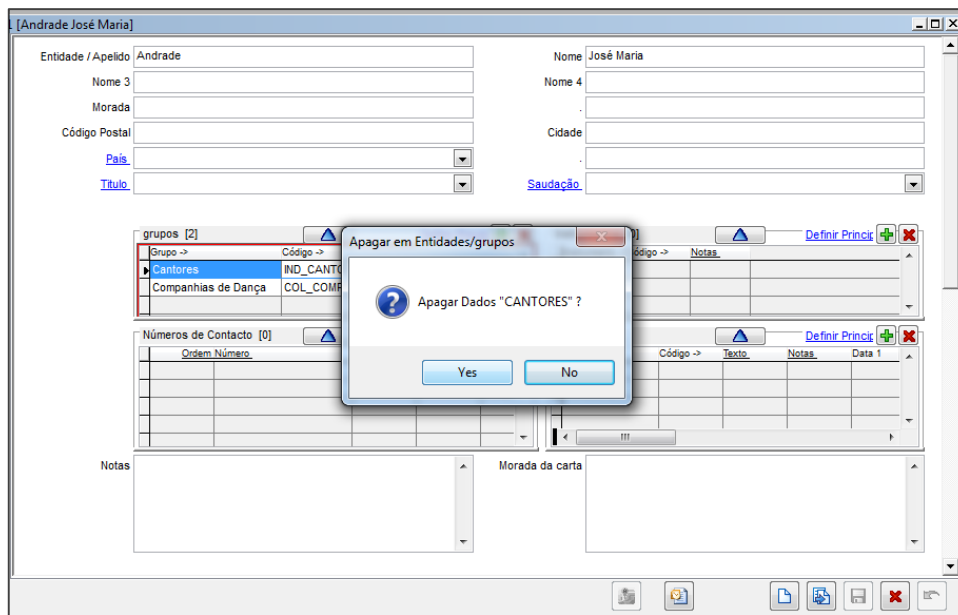 [Andrade José Maria]
Entidade / Apelido Andrade Nome José Maria
Nome 3 Nome 4
Morada .
Código Postal Cidade
País .
Titulo Saudação
grupos [2] Definir Princip
Grupo -> Código -> ódigo -> Notas
Cantores IND_CANTO
Companhias de Dança COL_COMP
Apagar em Entidades/grupos
Apagar Dados "CANTORES" ?
Yes No
Números de Contacto [0] Definir Princip
Ordem Número Código -> Texto Notas Data 1
Notas Morada da carta